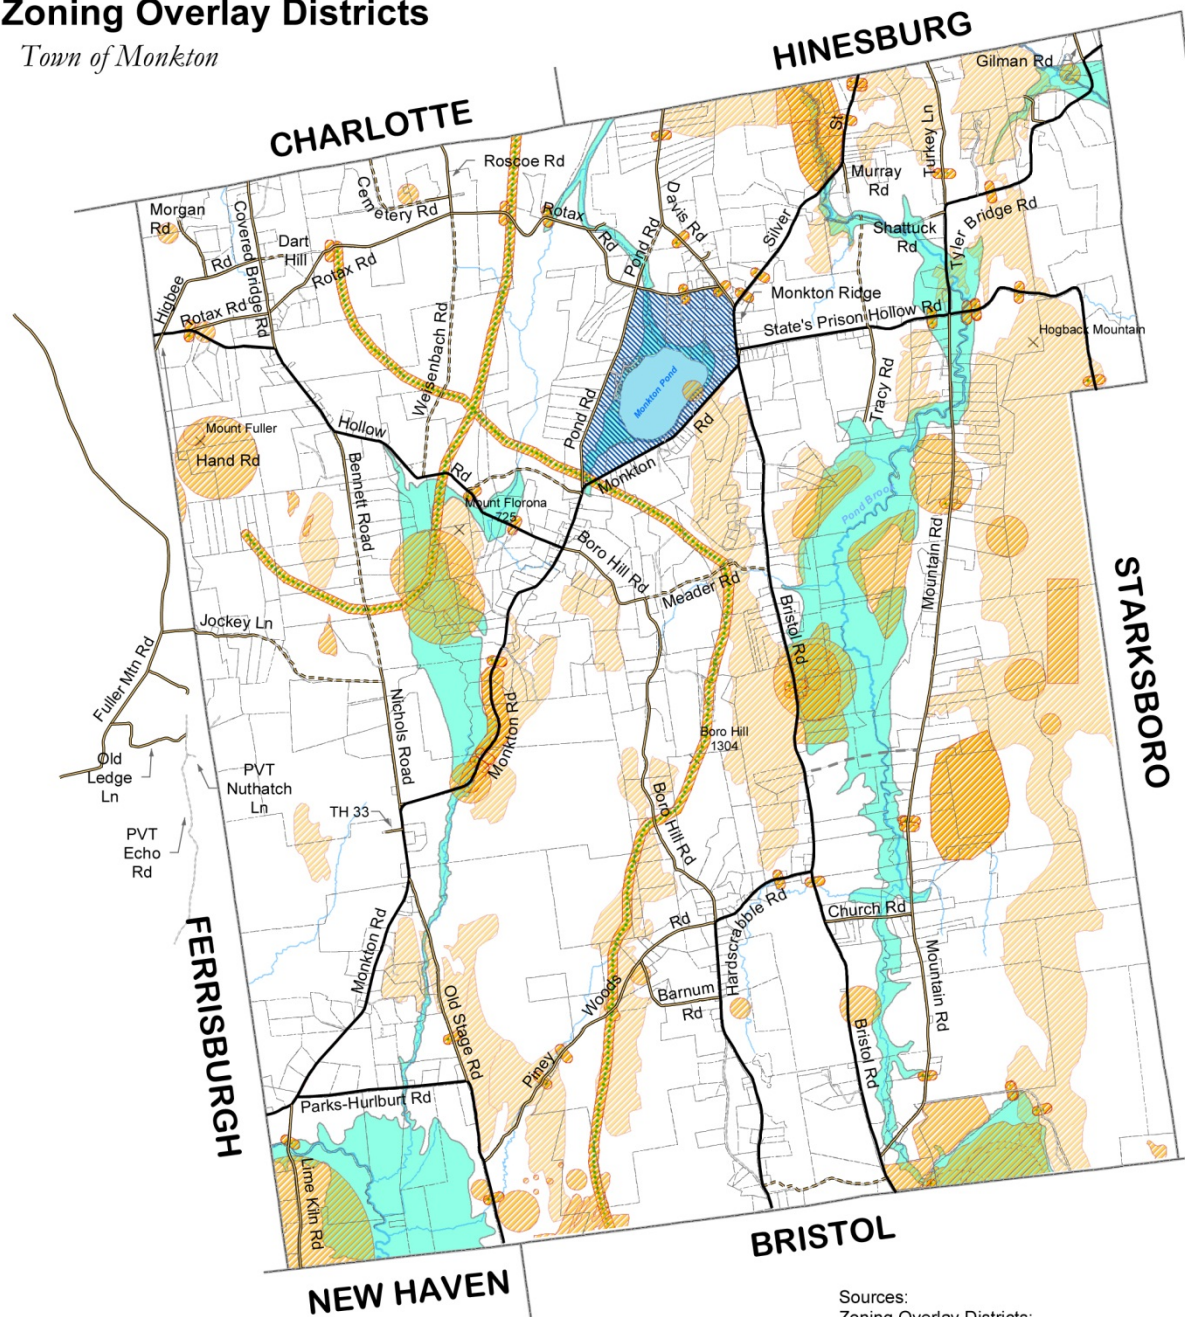 Zoning Overlay Districts
Town of Monkton
HINESBURG
CHARLOTTE
Gilman Rd
Roscoe Rd
Cemetery Rd
Turkey Ln
St
Murray
Rd
Morgan
Rd
Covered Bridge Rd
Dart
Hill
Rd
Rotax
Rd
Davis Rd
Pond Rd
Silver
Shattuck
Rd
Tyler Bridge Rd
Higbee
Rotax Rd
Rotax Rd
Monkton Ridge
State's Prison Hollow Rd
Hogback Mountain
Weisenbach Rd
Monkton Pond
Tracy Rd
Pond Rd
Rd
Monkton
Hollow
Rd
Mount Fuller
Hand Rd
Bennett Road
Mount Florona
725
Pond Brook
Boro Hill Rd
Meader Rd
Mountain Rd
Bristol Rd
STARKSBORO
Jockey Ln
Fuller Mtn Rd
Nichols Road
Monkton Rd
Boro Hill
1304
Old
Ledge
Ln
PVT
Nuthatch
Ln
TH 33
PVT
Echo
Rd
Boro Hill Rd
FERRISBURGH
Monkton Rd
Rd
Hardscrabble Rd
Church Rd
Woods
Barnum
Rd
Mountain Rd
Old Stage Rd
Piney
Bristol Rd
Parks-Hurlburt Rd
Lime Kiln Rd
BRISTOL
NEW HAVEN
Sources:
Zoning Overlay Districts: